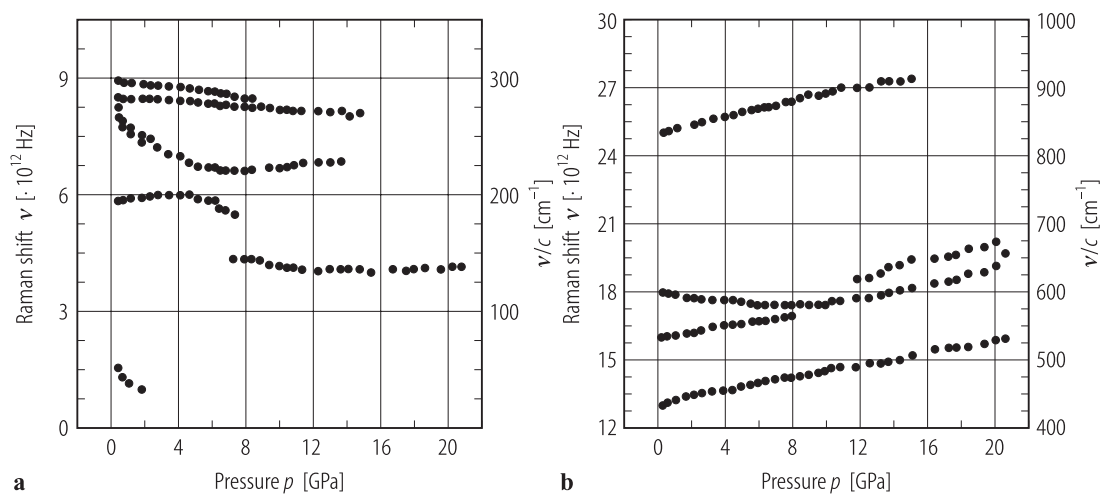 9
6
3
0
Raman shift ν [· 10¹² Hz]
300
200
100
ν/c [cm⁻¹]
0 4 8 12 16 20
Pressure p [GPa]
a
30
27
24
21
18
15
12
Raman shift ν [· 10¹² Hz]
1000
900
800
700
600
500
400
ν/c [cm⁻¹]
0 4 8 12 16 20
Pressure p [GPa]
b